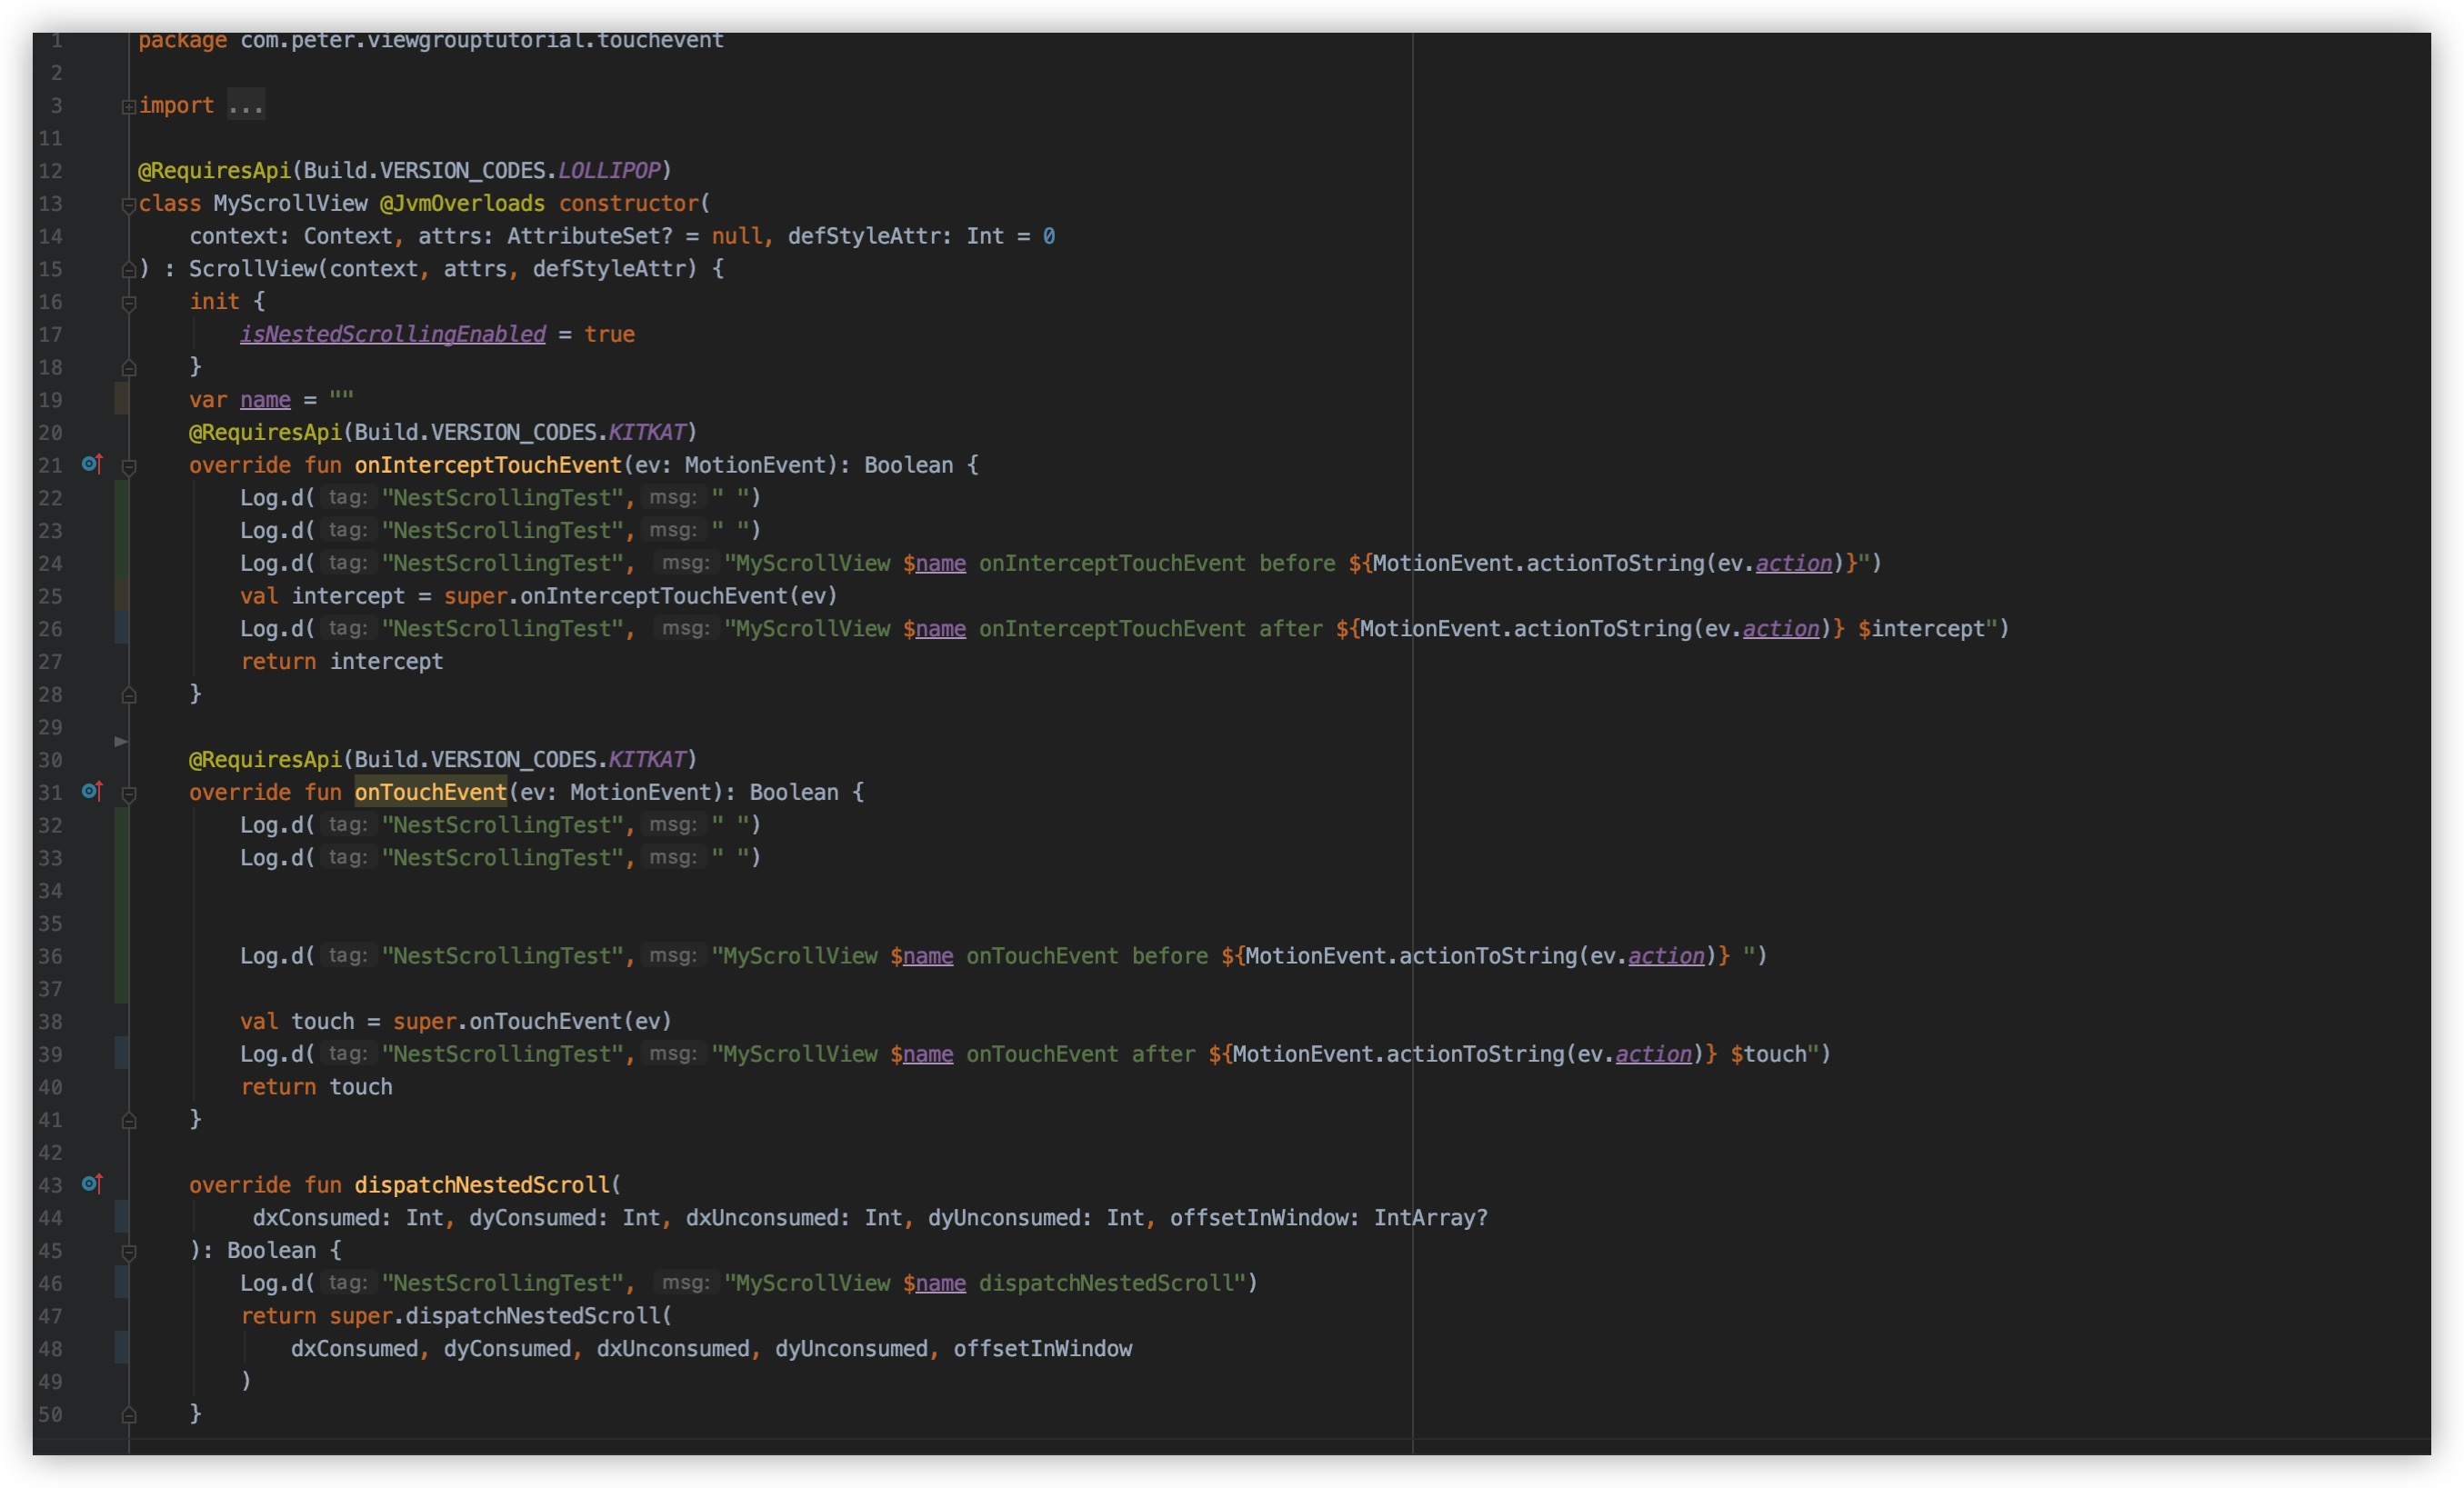 1 package com.peter.viewgrouptutorial.touchevent
2
3 import ...
11
12 @RequiresApi(Build.VERSION_CODES.LOLLIPOP)
13 class MyScrollView @JvmOverloads constructor(
14     context: Context, attrs: AttributeSet? = null, defStyleAttr: Int = 0
15 ) : ScrollView(context, attrs, defStyleAttr) {
16     init {
17         isNestedScrollingEnabled = true
18     }
19     var name = ""
20     @RequiresApi(Build.VERSION_CODES.KITKAT)
21     override fun onInterceptTouchEvent(ev: MotionEvent): Boolean {
22         Log.d( tag: "NestScrollingTest", msg: " ")
23         Log.d( tag: "NestScrollingTest", msg: " ")
24         Log.d( tag: "NestScrollingTest", msg: "MyScrollView $name onInterceptTouchEvent before ${MotionEvent.actionToString(ev.action)}")
25         val intercept = super.onInterceptTouchEvent(ev)
26         Log.d( tag: "NestScrollingTest", msg: "MyScrollView $name onInterceptTouchEvent after ${MotionEvent.actionToString(ev.action)} $intercept")
27         return intercept
28     }
29
30     @RequiresApi(Build.VERSION_CODES.KITKAT)
31     override fun onTouchEvent(ev: MotionEvent): Boolean {
32         Log.d( tag: "NestScrollingTest", msg: " ")
33         Log.d( tag: "NestScrollingTest", msg: " ")
34
35
36         Log.d( tag: "NestScrollingTest", msg: "MyScrollView $name onTouchEvent before ${MotionEvent.actionToString(ev.action)} ")
37
38         val touch = super.onTouchEvent(ev)
39         Log.d( tag: "NestScrollingTest", msg: "MyScrollView $name onTouchEvent after ${MotionEvent.actionToString(ev.action)} $touch")
40         return touch
41     }
42
43     override fun dispatchNestedScroll(
44          dxConsumed: Int, dyConsumed: Int, dxUnconsumed: Int, dyUnconsumed: Int, offsetInWindow: IntArray?
45     ): Boolean {
46         Log.d( tag: "NestScrollingTest", msg: "MyScrollView $name dispatchNestedScroll")
47         return super.dispatchNestedScroll(
48             dxConsumed, dyConsumed, dxUnconsumed, dyUnconsumed, offsetInWindow
49         )
50     }